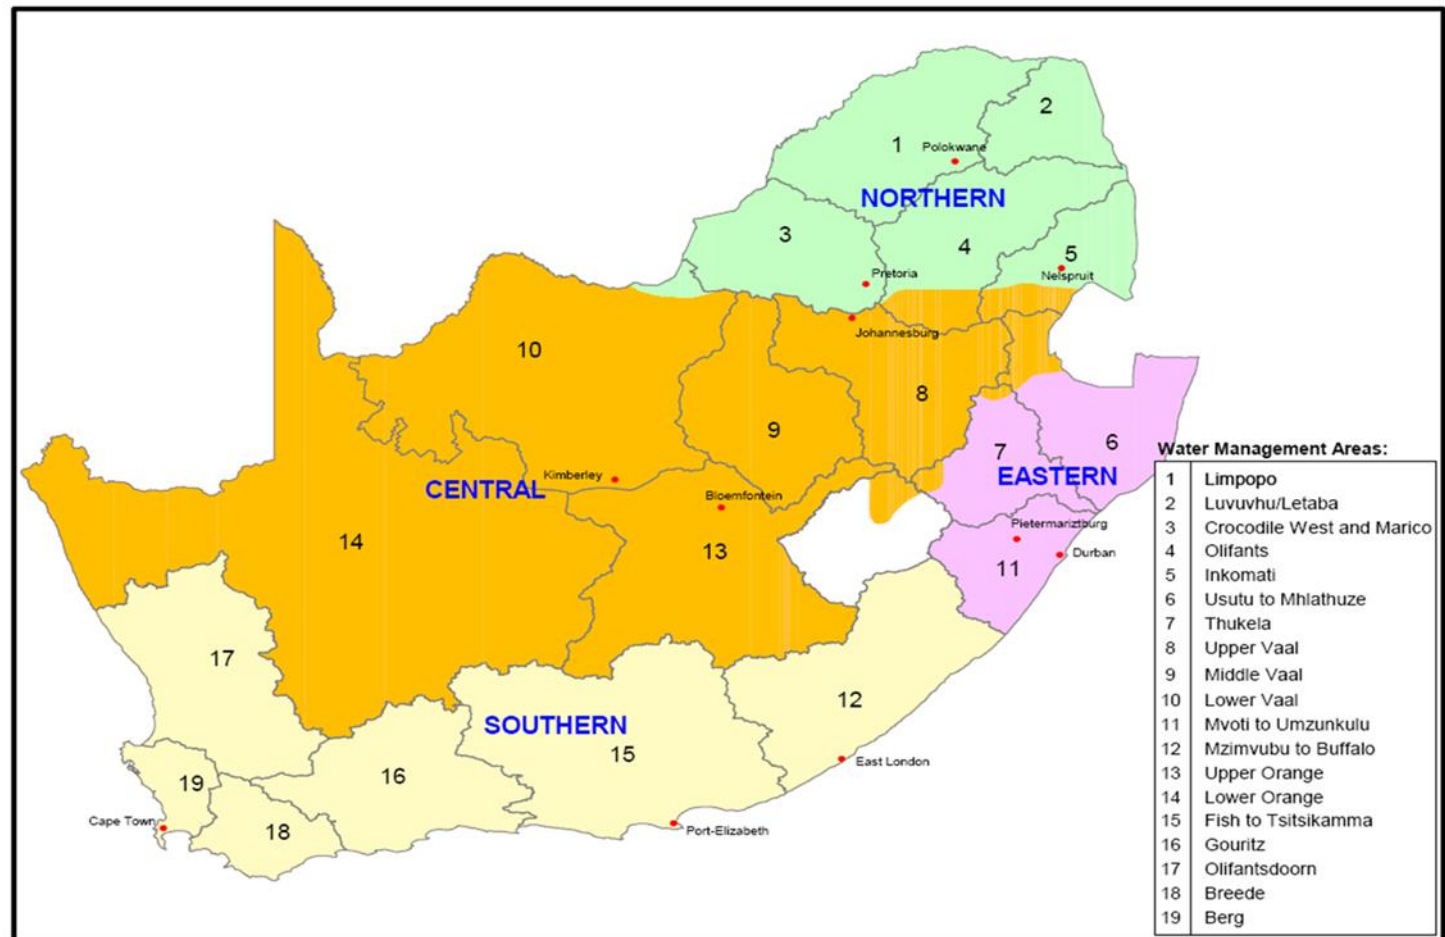 2
1
Polokwane
NORTHERN
3
4
5
Nelspruit
Pretoria
Johannesburg
10
8
9
7
6
Kimberley
CENTRAL
EASTERN
Bloemfontein
Pietermariztburg
14
13
11
Durban
17
12
SOUTHERN
15
East London
16
19
Cape Town
18
Port-Elizabeth
Water Management Areas:
1 Limpopo
2 Luvuvhu/Letaba
3 Crocodile West and Marico
4 Olifants
5 Inkomati
6 Usutu to Mhlathuze
7 Thukela
8 Upper Vaal
9 Middle Vaal
10 Lower Vaal
11 Mvoti to Umzunkulu
12 Mzimvubu to Buffalo
13 Upper Orange
14 Lower Orange
15 Fish to Tsitsikamma
16 Gouritz
17 Olifantsdoorn
18 Breede
19 Berg